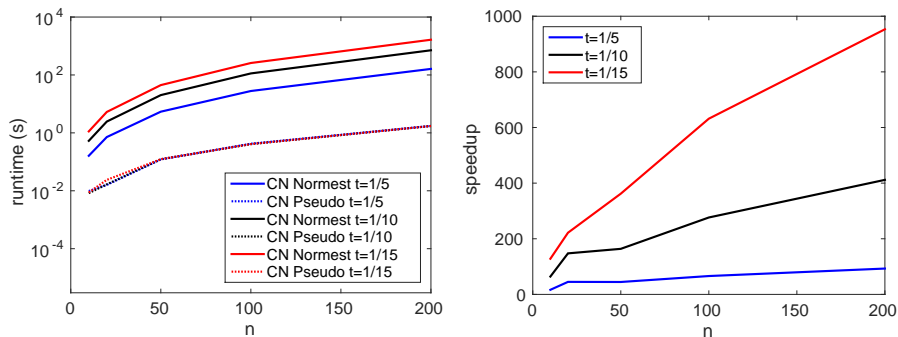 runtime (s)
10^4
10^2
10^0
10^-2
10^-4
CN Normest t=1/5
CN Pseudo t=1/5
CN Normest t=1/10
CN Pseudo t=1/10
CN Normest t=1/15
CN Pseudo t=1/15
0 50 100 150 200
n
speedup
1000
800
600
400
200
0
t=1/5
t=1/10
t=1/15
0 50 100 150 200
n